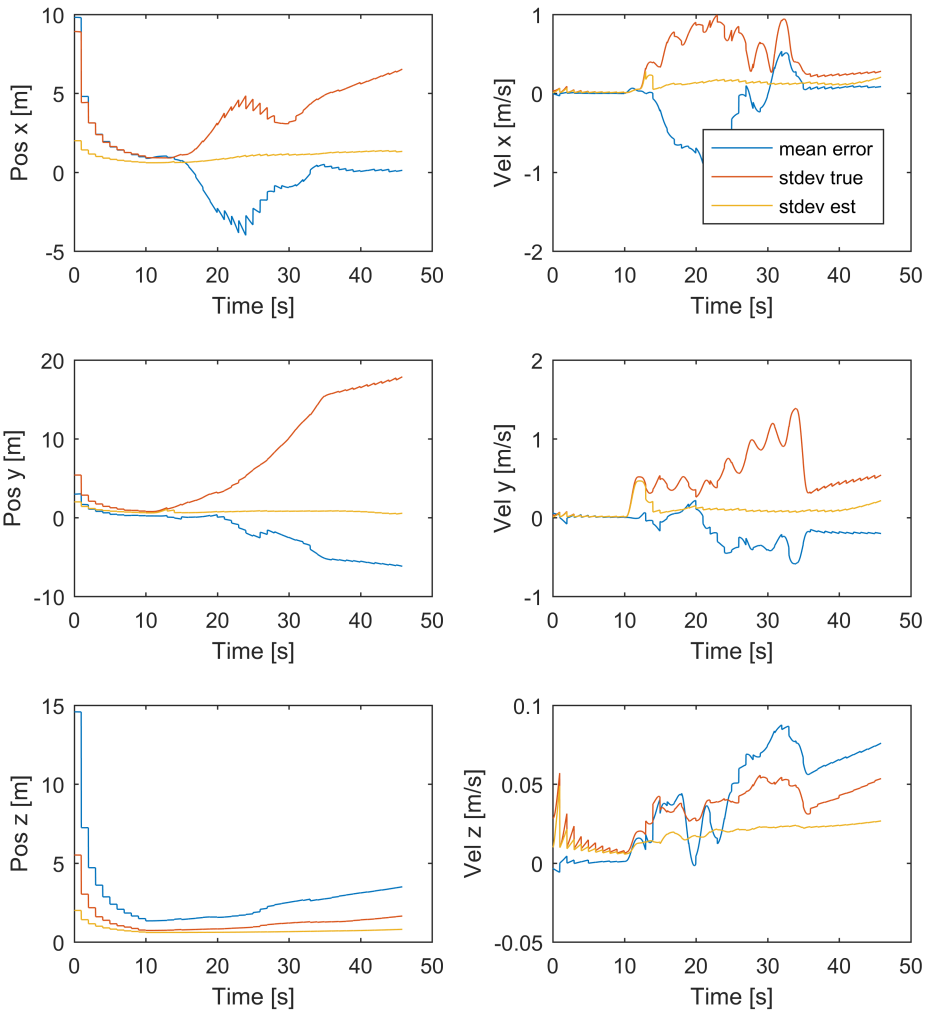 10
5
0
-5
Pos x [m]
0 10 20 30 40 50
Time [s]
1
0
-1
-2
Vel x [m/s]
mean error
stdev true
stdev est
0 10 20 30 40 50
Time [s]
20
10
0
-10
Pos y [m]
0 10 20 30 40 50
Time [s]
2
1
0
-1
Vel y [m/s]
0 10 20 30 40 50
Time [s]
15
10
5
0
Pos z [m]
0 10 20 30 40 50
Time [s]
0.1
0.05
0
-0.05
Vel z [m/s]
0 10 20 30 40 50
Time [s]